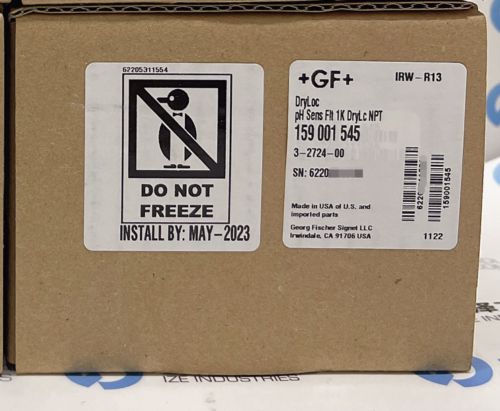 62205311554
DO NOT
FREEZE
INSTALL BY: MAY-2023
+GF+
IRW-R13
DryLoc
pH Sens Flt 1K DryLc NPT
159 001 545
3-2724-00
SN: 6220
Made in USA of U.S. and
imported parts
Georg Fischer Signet LLC
Irwindale, CA 91706 USA
1122
6220
159001545
IZE INDUSTRIES